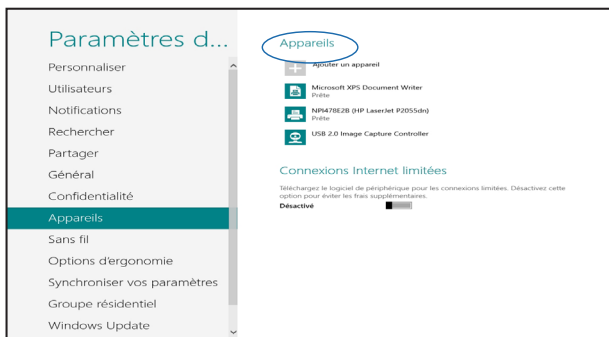 Paramètres d...
Personnaliser
Utilisateurs
Notifications
Rechercher
Partager
Général
Confidentialité
Appareils
Sans fil
Options d'ergonomie
Synchroniser vos paramètres
Groupe résidentiel
Windows Update
Appareils
Ajouter un appareil
Microsoft XPS Document Writer
Prête
NPI478E2B (HP LaserJet P2055dn)
Prête
USB 2.0 Image Capture Controller
Connexions Internet limitées
Téléchargez le logiciel de périphérique pour les connexions limitées. Désactivez cette
option pour éviter les frais supplémentaires.
Désactivé